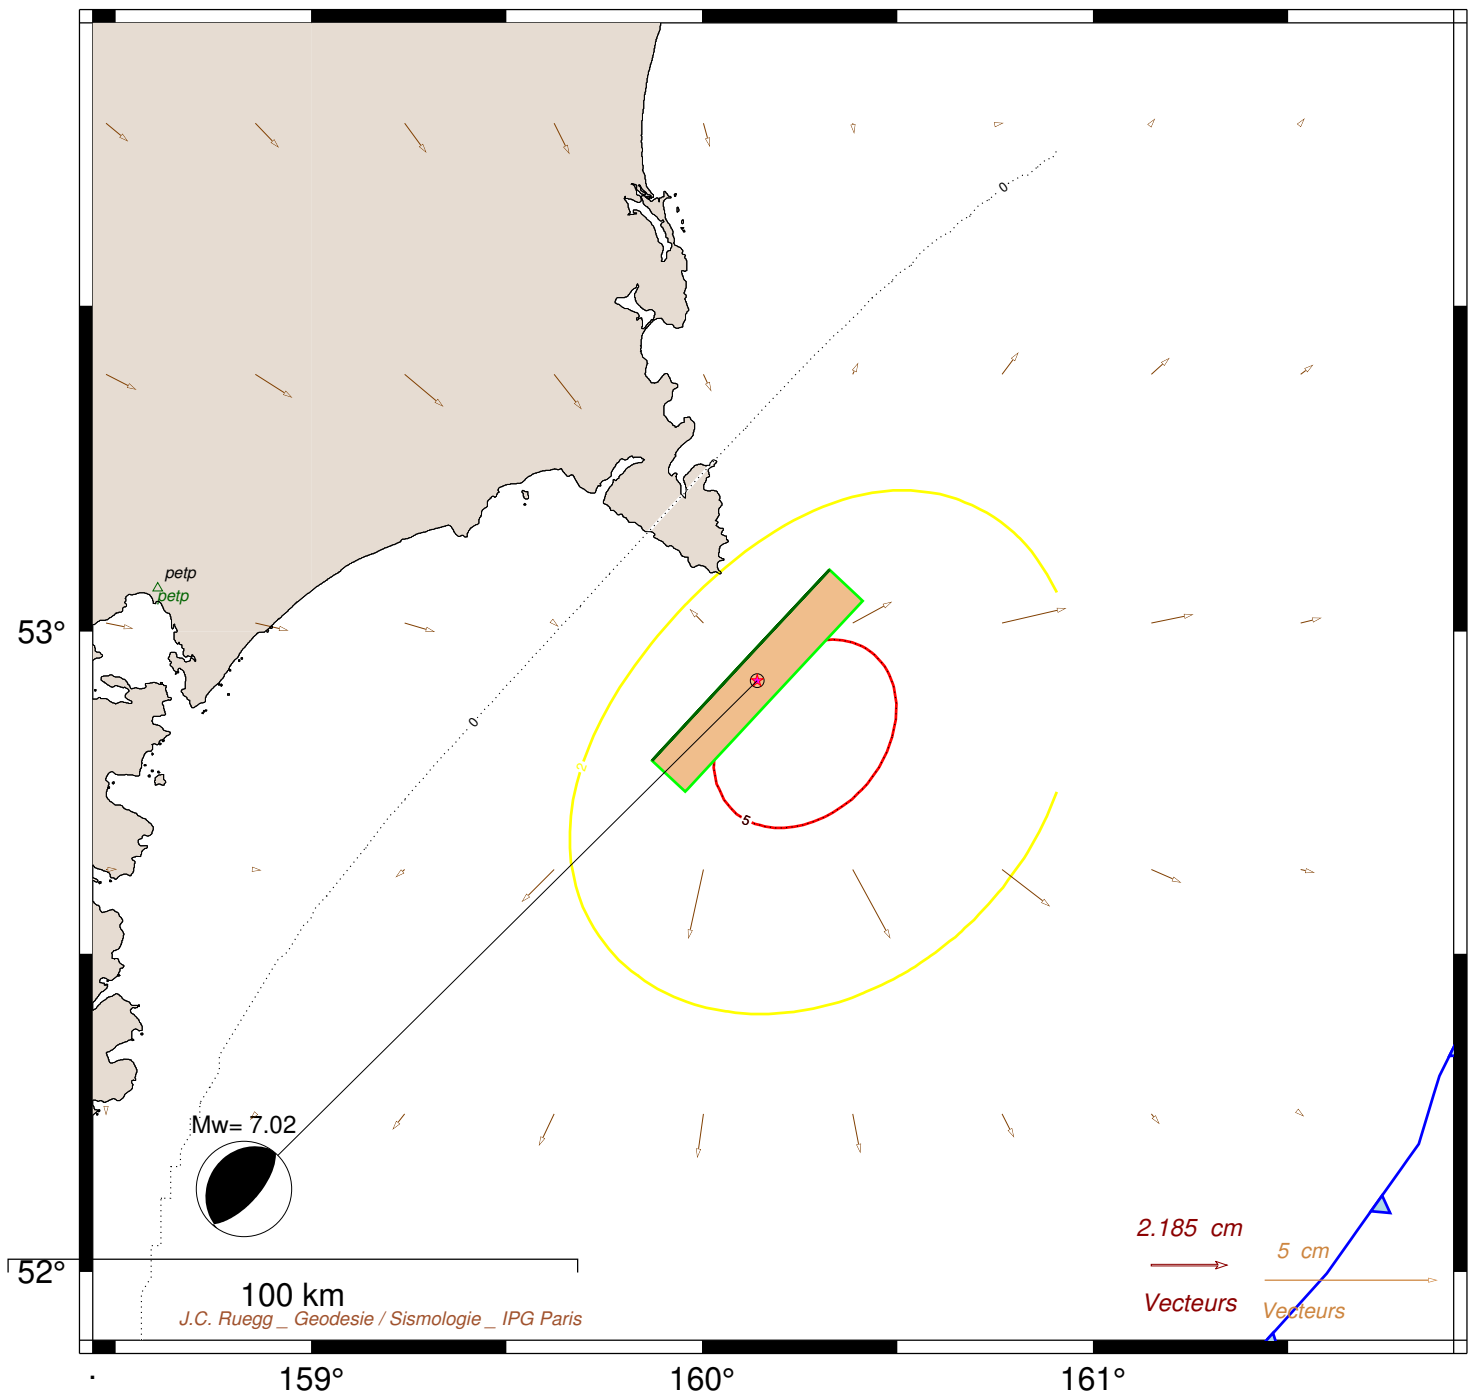 0
petp
petp
53°
0
2
5
Mw= 7.02
2.185 cm
5 cm
52°
100 km
Vecteurs
Vecteurs
J.C. Ruegg _ Geodesie / Sismologie _ IPG Paris
159°
160°
161°